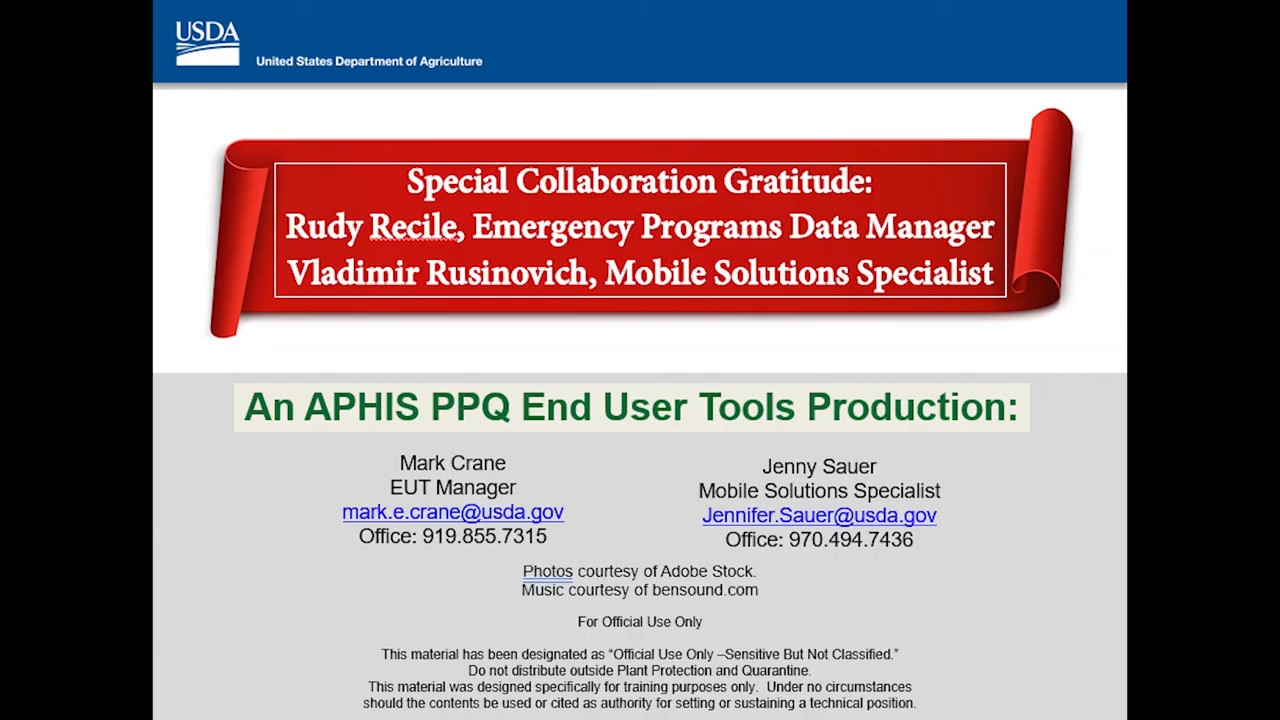 USDA
United States Department of Agriculture
Special Collaboration Gratitude:
Rudy Recile, Emergency Programs Data Manager
Vladimir Rusinovich, Mobile Solutions Specialist
An APHIS PPQ End User Tools Production:
Mark Crane
EUT Manager
mark.e.crane@usda.gov
Office: 919.855.7315
Jenny Sauer
Mobile Solutions Specialist
Jennifer.Sauer@usda.gov
Office: 970.494.7436
Photos courtesy of Adobe Stock.
Music courtesy of bensound.com
For Official Use Only
This material has been designated as “Official Use Only –Sensitive But Not Classified.”
Do not distribute outside Plant Protection and Quarantine.
This material was designed specifically for training purposes only.  Under no circumstances
should the contents be used or cited as authority for setting or sustaining a technical position.